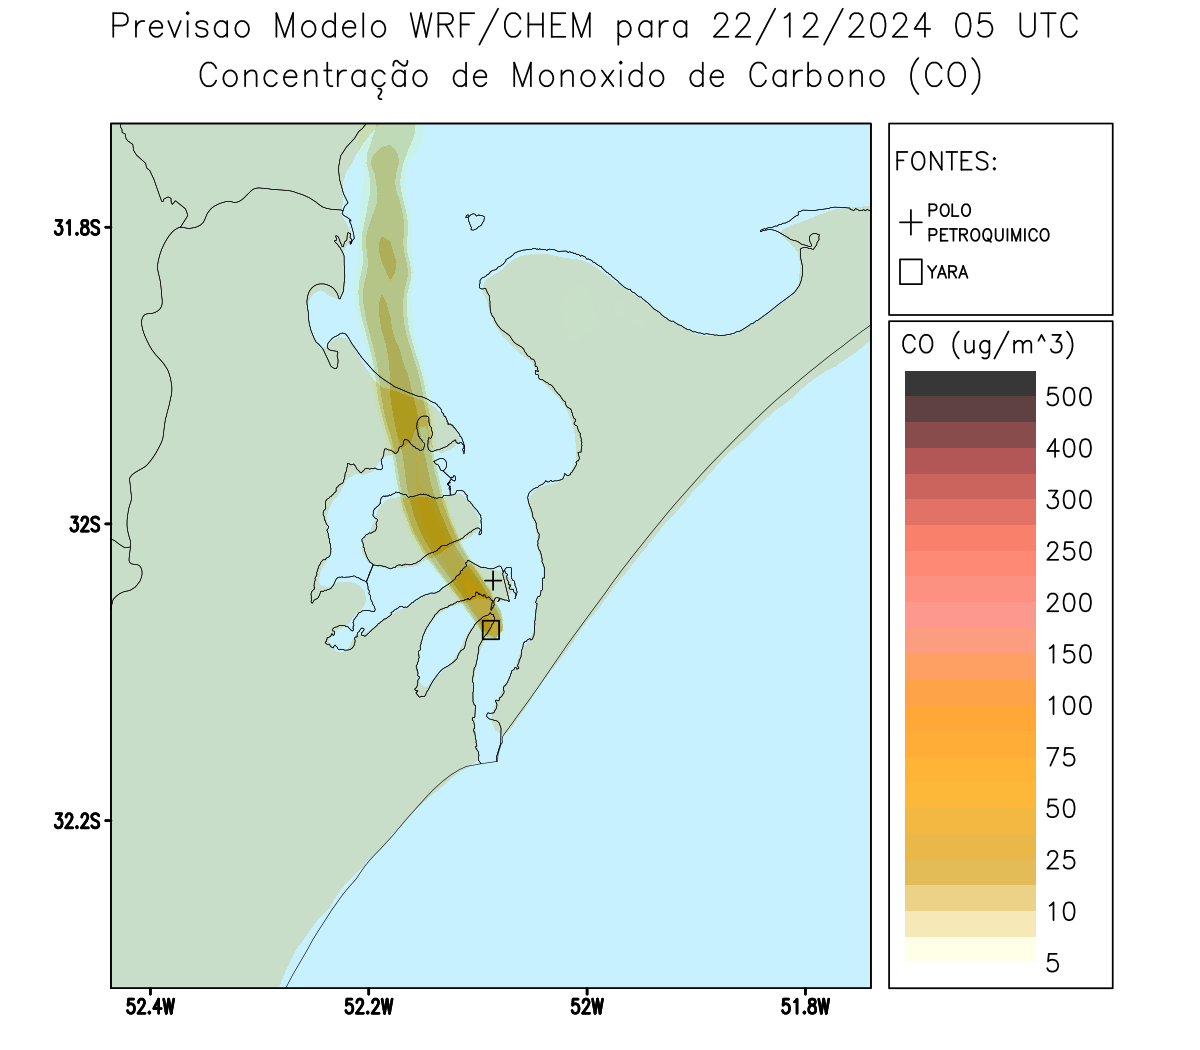 Previsao Modelo WRF/CHEM para 22/12/2024 05 UTC
Concentração de Monoxido de Carbono (CO)
FONTES:
POLO
PETROQUIMICO
YARA
CO (ug/m^3)
500
400
300
250
200
150
100
75
50
25
10
5
31.8S
32S
32.2S
52.4W
52.2W
52W
51.8W